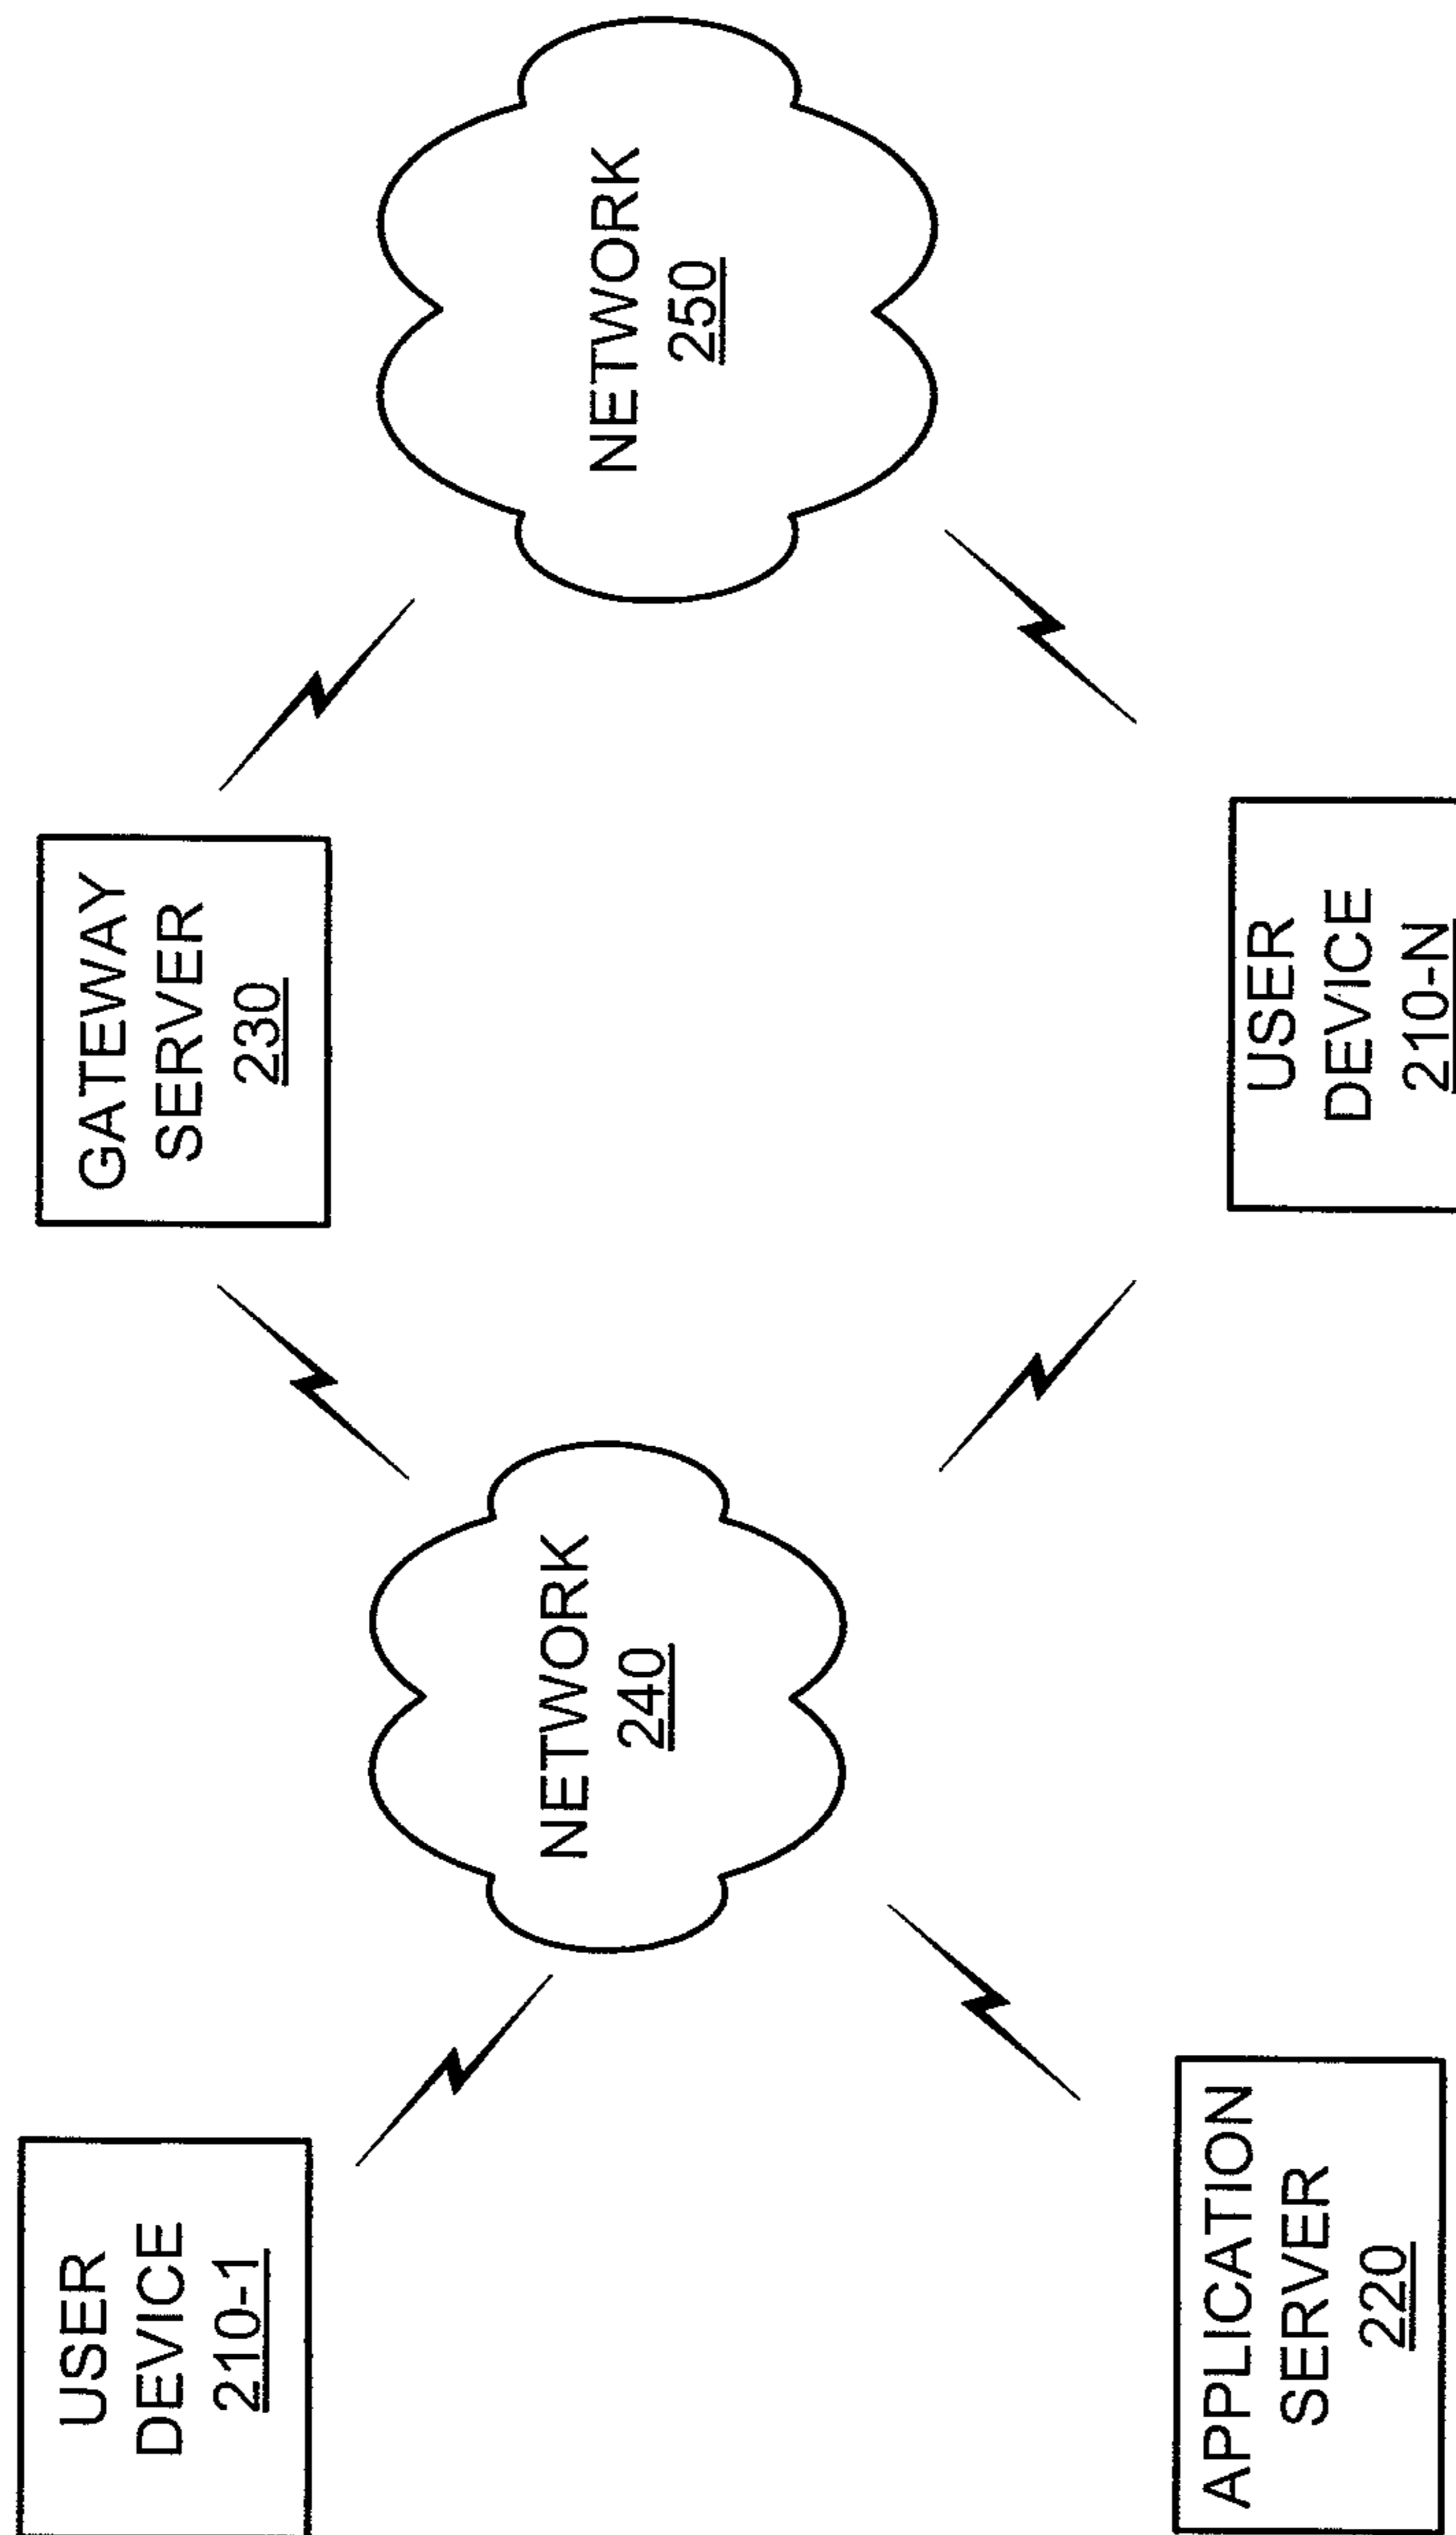 USER
DEVICE
210-1
GATEWAY
SERVER
230
NETWORK
240
NETWORK
250
APPLICATION
SERVER
220
USER
DEVICE
210-N